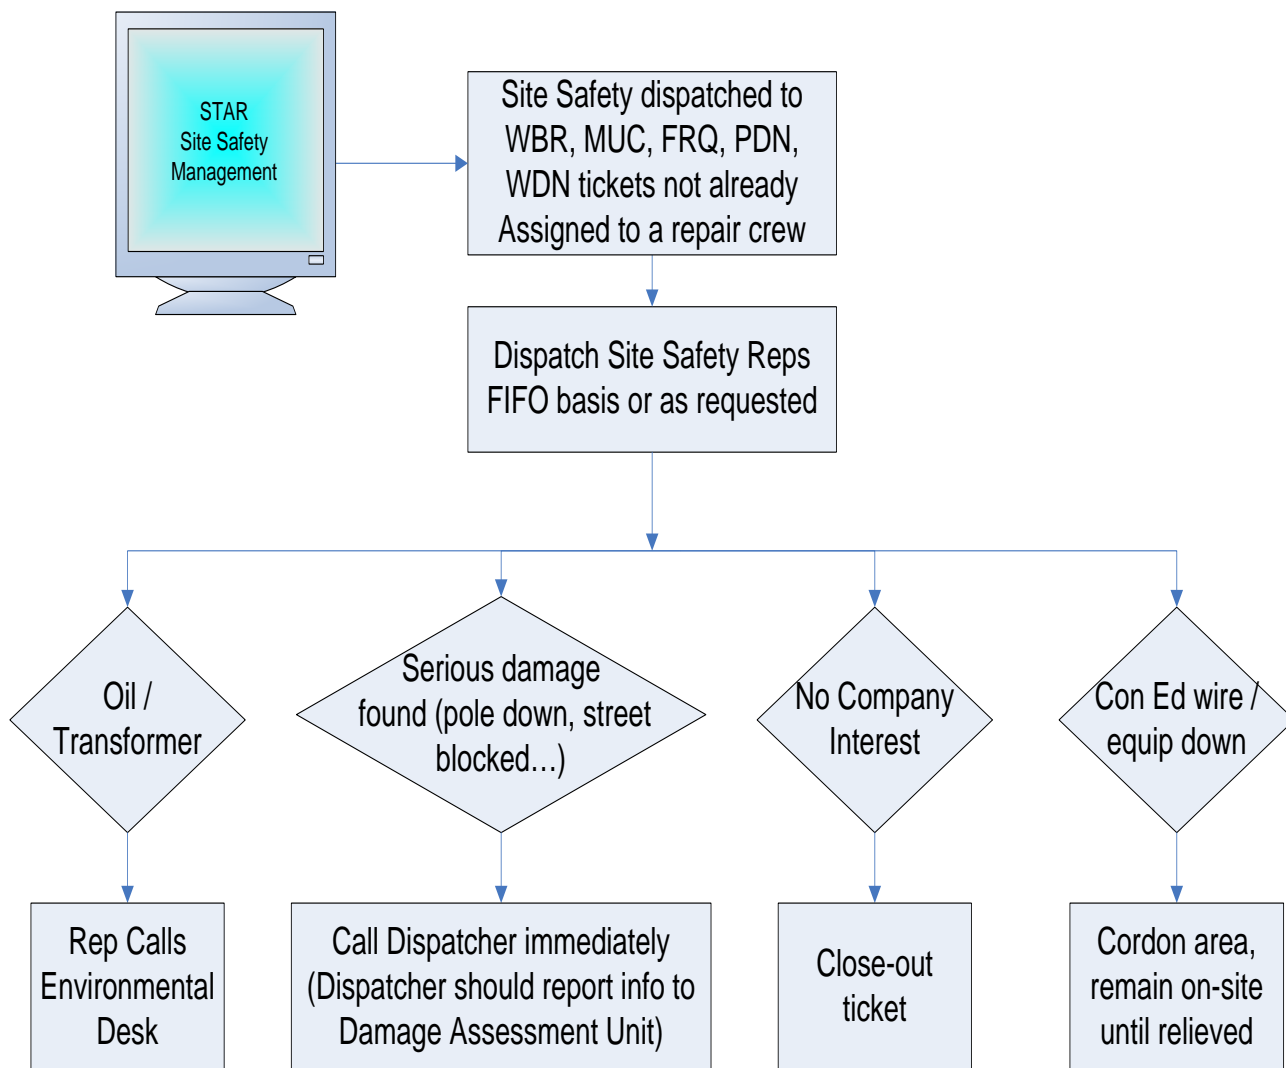 STAR
Site Safety
Management
Site Safety dispatched to
WBR, MUC, FRQ, PDN,
WDN tickets not already
Assigned to a repair crew
Dispatch Site Safety Reps
FIFO basis or as requested
Oil /
Transformer
Serious damage
found (pole down, street
blocked…)
No Company
Interest
Con Ed wire /
equip down
Rep Calls
Environmental
Desk
Call Dispatcher immediately
(Dispatcher should report info to
Damage Assessment Unit)
Close-out
ticket
Cordon area,
remain on-site
until relieved